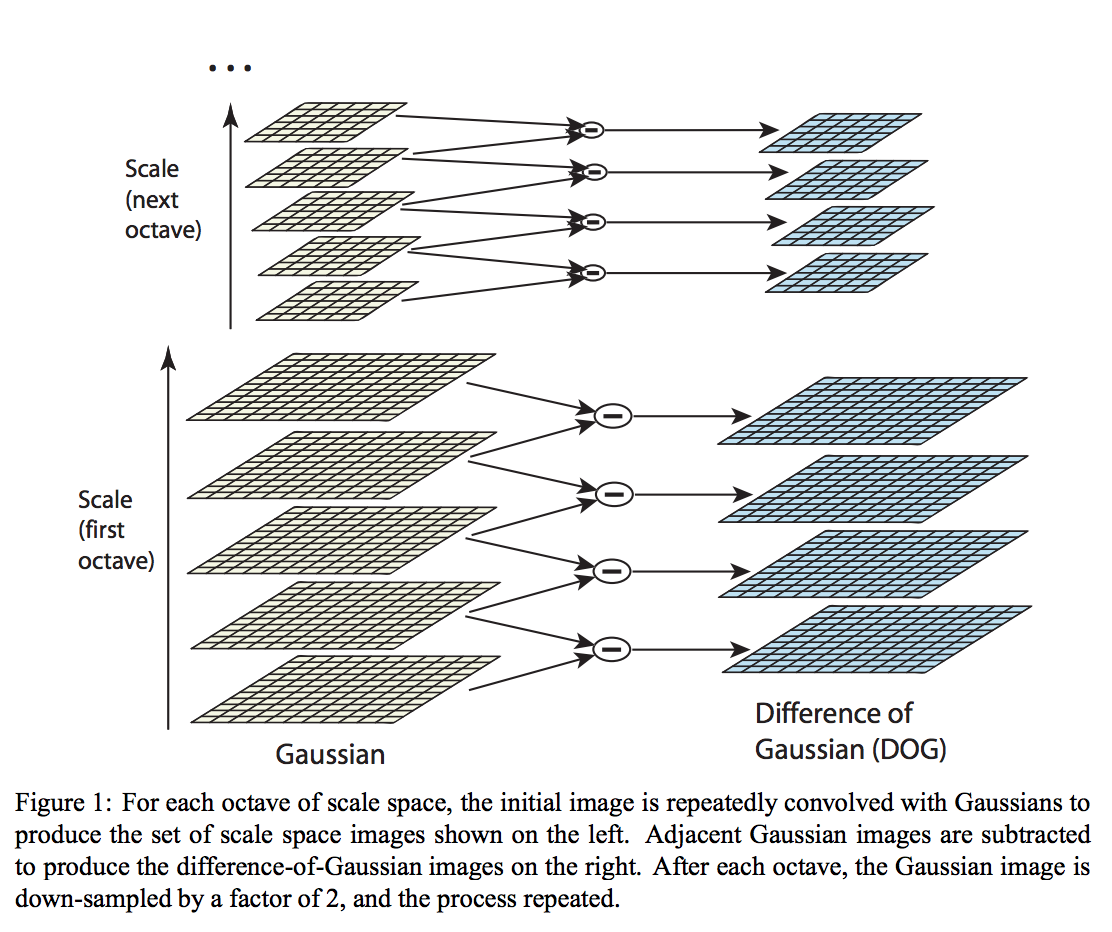 ...
Scale
(next
octave)
Scale
(first
octave)
Gaussian
Difference of
Gaussian (DOG)
Figure 1: For each octave of scale space, the initial image is repeatedly convolved with Gaussians to
produce the set of scale space images shown on the left. Adjacent Gaussian images are subtracted
to produce the difference-of-Gaussian images on the right. After each octave, the Gaussian image is
down-sampled by a factor of 2, and the process repeated.